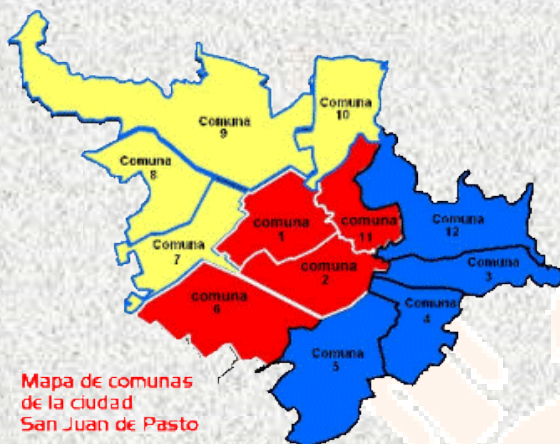 Comuna
10
Comuna
9
Comuna
8
comuna
1
comuna
11
Comuna
12
Comuna
7
Comuna
3
comuna
2
comuna
6
Comuna
4
Comuna
5
Mapa de comunas
de la ciudad
San Juan de Pasto